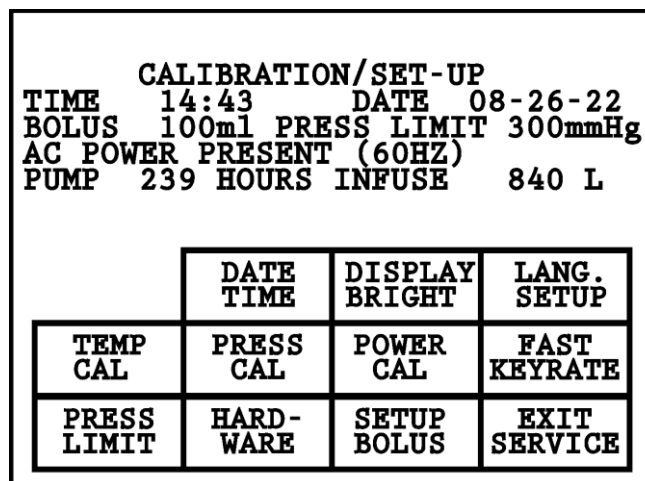 CALIBRATION/SET-UP
TIME 14:43 DATE 08-26-22
BOLUS 100ml PRESS LIMIT 300mmHg
AC POWER PRESENT (60HZ)
PUMP 239 HOURS INFUSE 840 L
DATE TIME
DISPLAY BRIGHT
LANG. SETUP
TEMP CAL
PRESS CAL
POWER CAL
FAST KEYRATE
PRESS LIMIT
HARD-WARE
SETUP BOLUS
EXIT SERVICE